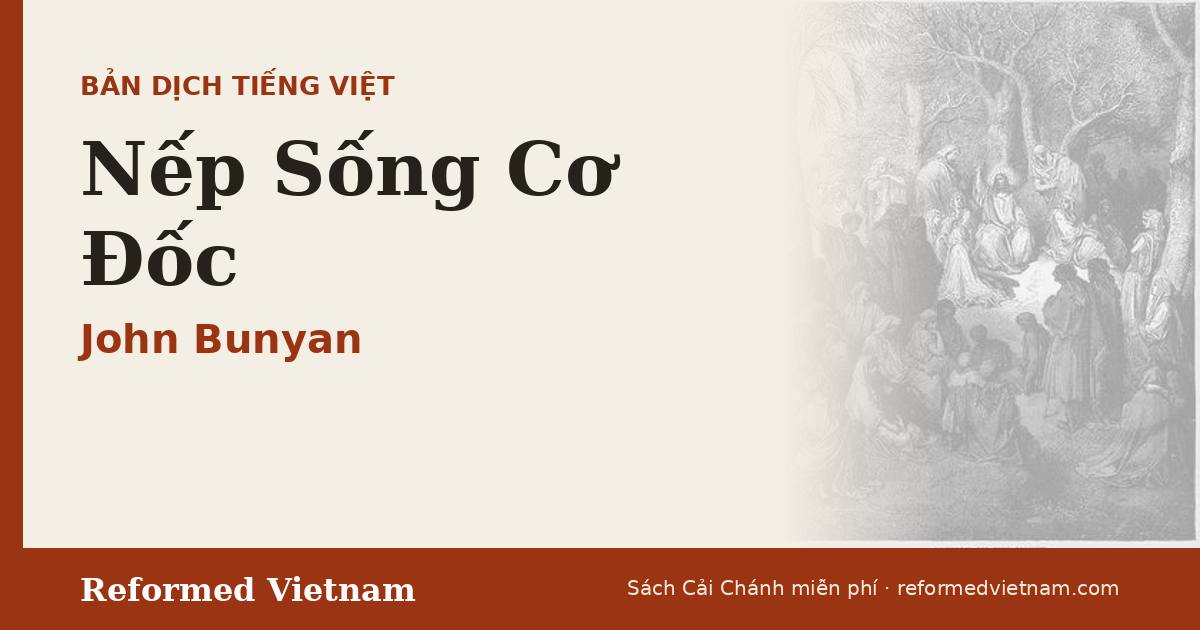 BẢN DỊCH TIẾNG VIỆT
Nếp Sống Cơ
Đốc
John Bunyan
Reformed Vietnam
Sách Cải Chánh miễn phí · reformedvietnam.com